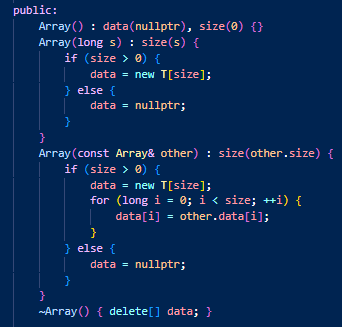 public:
    Array() : data(nullptr), size(0) {}
    Array(long s) : size(s) {
        if (size > 0) {
            data = new T[size];
        } else {
            data = nullptr;
        }
    }
    Array(const Array& other) : size(other.size) {
        if (size > 0) {
            data = new T[size];
            for (long i = 0; i < size; ++i) {
                data[i] = other.data[i];
            }
        } else {
            data = nullptr;
        }
    }
    ~Array() { delete[] data; }